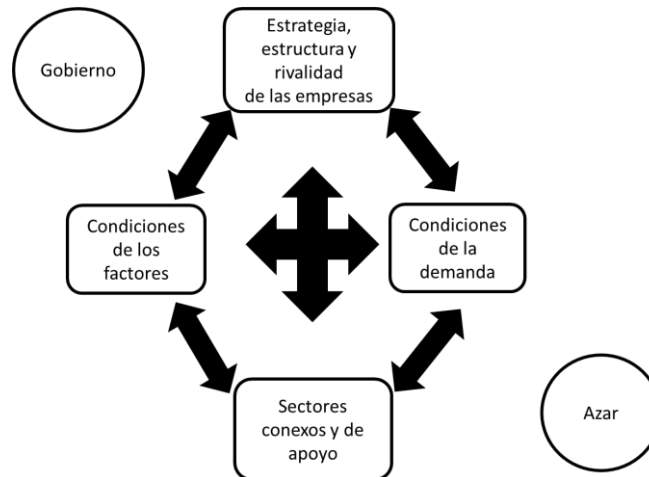 Estrategia,
estructura y
rivalidad
de las empresas
Gobierno
Condiciones
de los
factores
Condiciones
de la
demanda
Sectores
conexos y de
apoyo
Azar